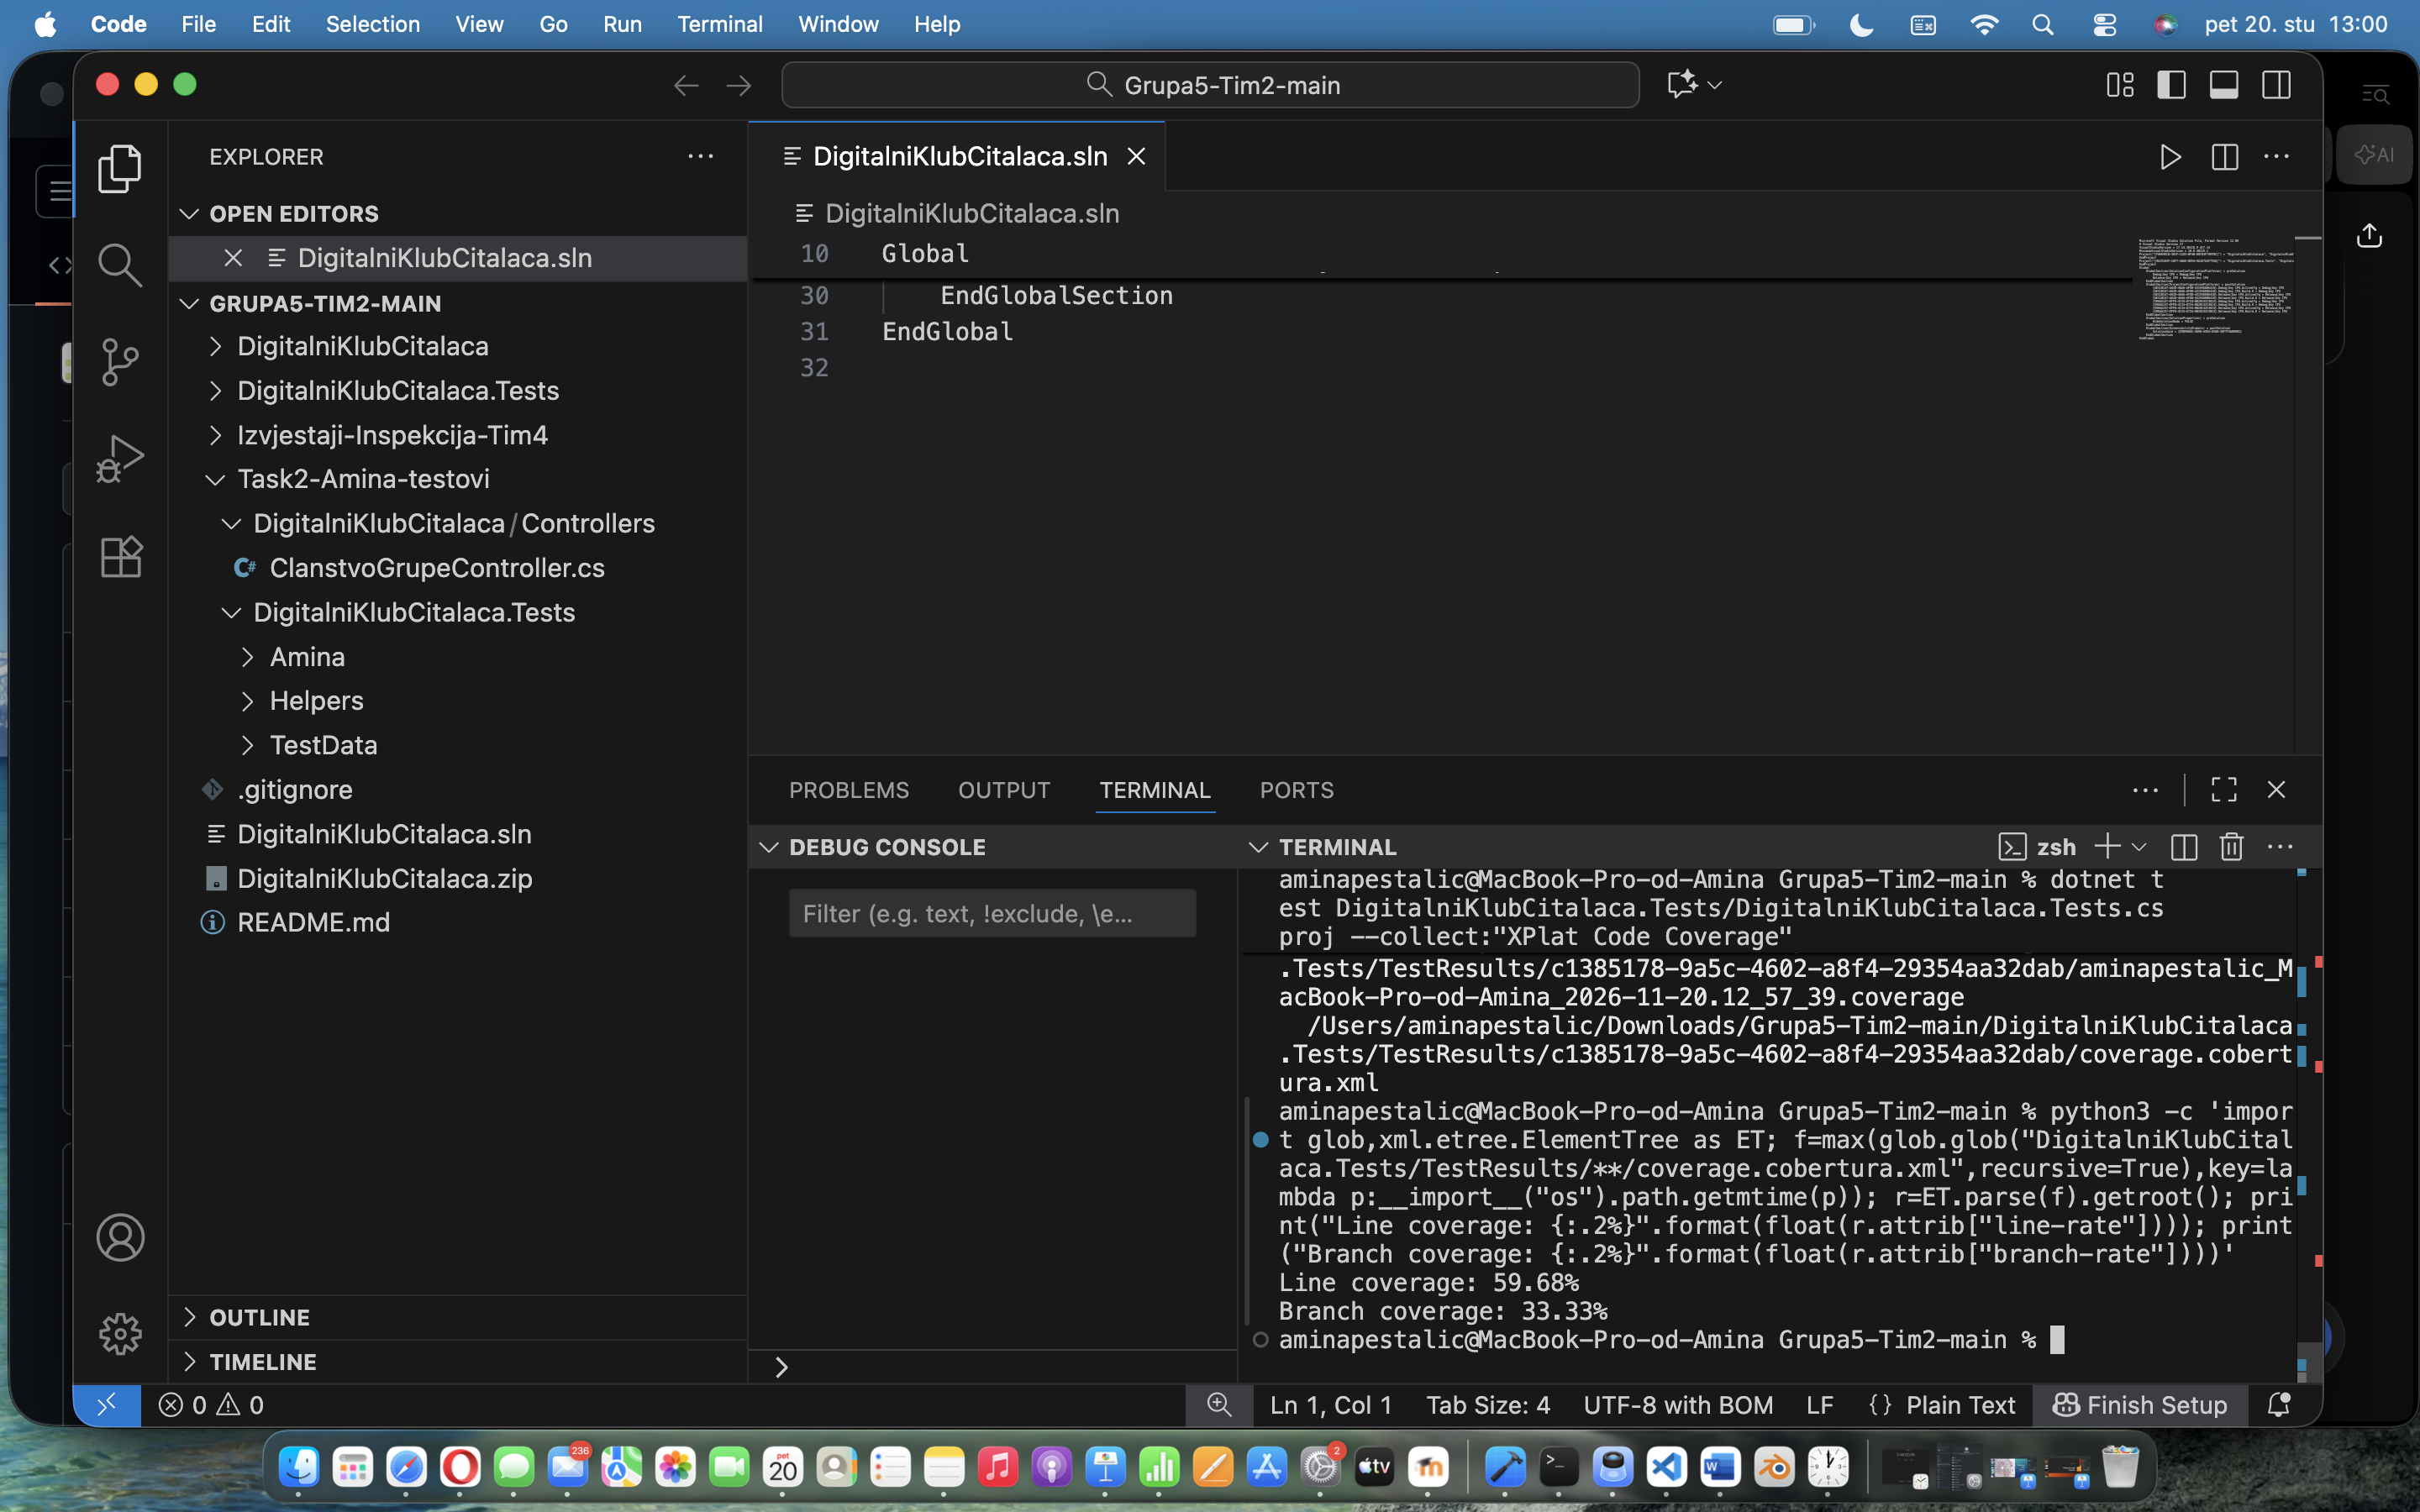 Code File Edit Selection View Go Run Terminal Window Help pet 20. stu 13:00
Grupa5-Tim2-main
EXPLORER
OPEN EDITORS
DigitalniKlubCitalaca.sln
GRUPA5-TIM2-MAIN
DigitalniKlubCitalaca
DigitalniKlubCitalaca.Tests
Izvjestaji-Inspekcija-Tim4
Task2-Amina-testovi
DigitalniKlubCitalaca/Controllers
C# ClanstvoGrupeController.cs
DigitalniKlubCitalaca.Tests
Amina
Helpers
TestData
.gitignore
DigitalniKlubCitalaca.sln
DigitalniKlubCitalaca.zip
README.md
OUTLINE
TIMELINE
DigitalniKlubCitalaca.sln
DigitalniKlubCitalaca.sln
10 Global
30 EndGlobalSection
31 EndGlobal
32
AI
PROBLEMS OUTPUT TERMINAL PORTS
DEBUG CONSOLE
Filter (e.g. text, !exclude, \e...
TERMINAL
zsh
aminapestalic@MacBook-Pro-od-Amina Grupa5-Tim2-main % dotnet t
est DigitalniKlubCitalaca.Tests/DigitalniKlubCitalaca.Tests.cs
proj --collect:"XPlat Code Coverage"
.Tests/TestResults/c1385178-9a5c-4602-a8f4-29354aa32dab/aminapestalic_M
acBook-Pro-od-Amina_2026-11-20.12_57_39.coverage
/Users/aminapestalic/Downloads/Grupa5-Tim2-main/DigitalniKlubCitalaca
.Tests/TestResults/c1385178-9a5c-4602-a8f4-29354aa32dab/coverage.cobert
ura.xml
aminapestalic@MacBook-Pro-od-Amina Grupa5-Tim2-main % python3 -c 'impor
t glob,xml.etree.ElementTree as ET; f=max(glob.glob("DigitalniKlubCital
aca.Tests/TestResults/**/coverage.cobertura.xml",recursive=True),key=la
mbda p:__import__("os").path.getmtime(p)); r=ET.parse(f).getroot(); pri
nt("Line coverage: {:.2%}".format(float(r.attrib["line-rate"]))); print
("Branch coverage: {:.2%}".format(float(r.attrib["branch-rate"])))'
Line coverage: 59.68%
Branch coverage: 33.33%
aminapestalic@MacBook-Pro-od-Amina Grupa5-Tim2-main %
0 0 Ln 1, Col 1 Tab Size: 4 UTF-8 with BOM LF {} Plain Text Finish Setup
236
pet
20
2
tv